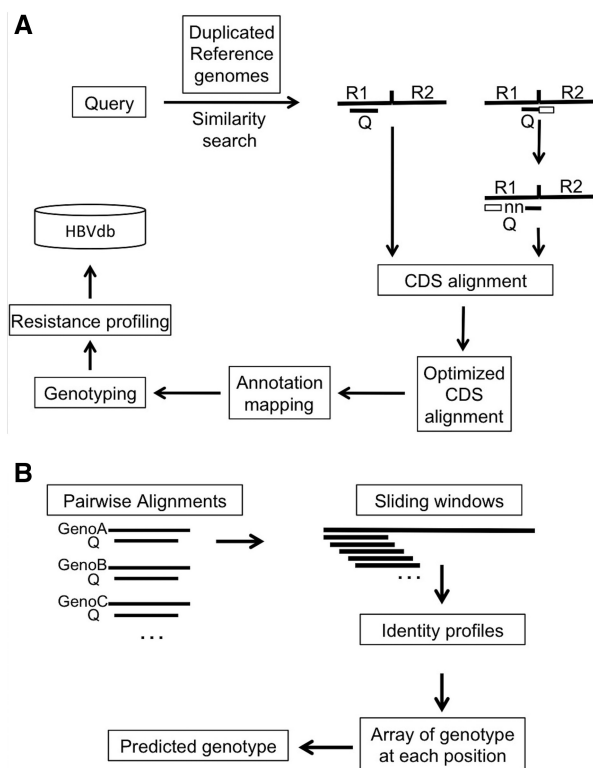 A
Duplicated
Reference
genomes
Query
Similarity
search
R1 R2
Q
R1 R2
Q
R1 R2
nn
Q
HBVdb
CDS alignment
Resistance profiling
Optimized
CDS
alignment
Annotation
mapping
Genotyping
B
Pairwise Alignments
Sliding windows
GenoA
Q
GenoB
Q
GenoC
Q
...
...
Identity profiles
Array of genotype
at each position
Predicted genotype